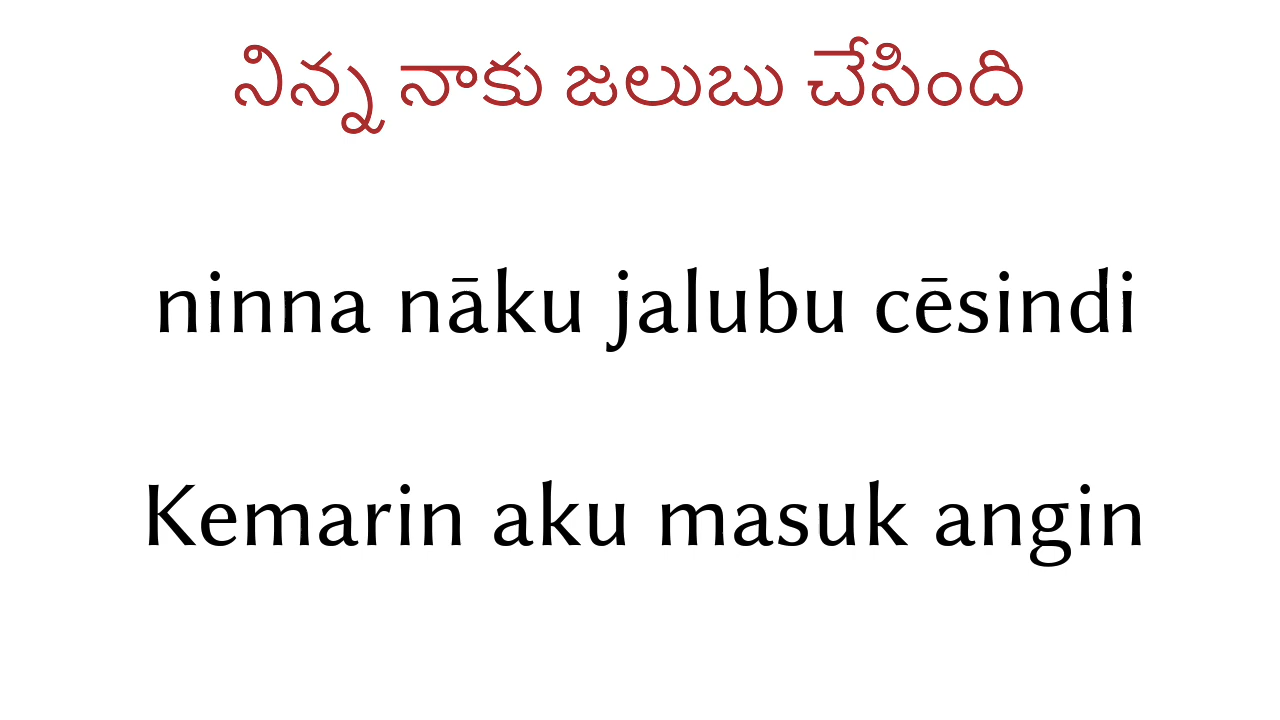 నిన్న నాకు జలుబు చేసింది
ninna nāku jalubu cēsindi
Kemarin aku masuk angin